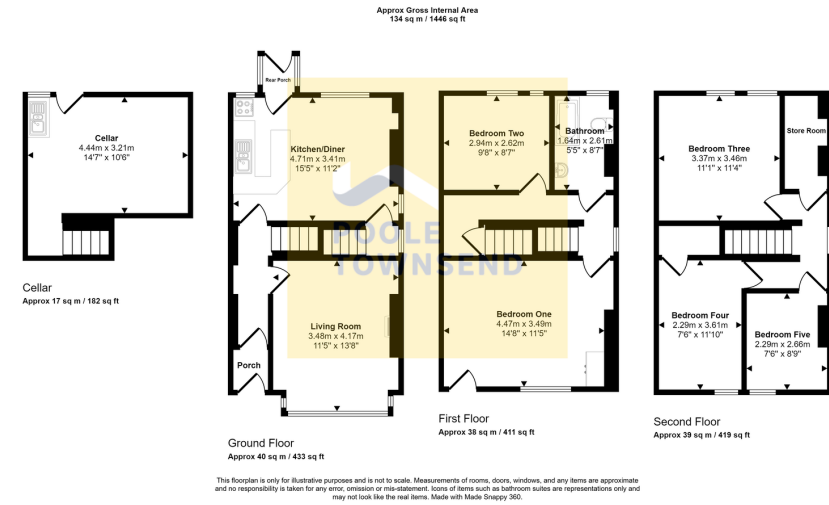 Approx Gross Internal Area
134 sq m / 1446 sq ft
Cellar
4.44m x 3.21m
14'7" x 10'6"
Cellar
Approx 17 sq m / 182 sq ft
Rear Porch
Kitchen/Diner
4.71m x 3.41m
15'5" x 11'2"
Living Room
3.48m x 4.17m
11'5" x 13'8"
Porch
Ground Floor
Approx 40 sq m / 433 sq ft
POOLE
TOWNSEND
Bedroom Two
2.94m x 2.62m
9'8" x 8'7"
Bathroom
1.64m x 2.61m
5'5" x 8'7"
Bedroom One
4.47m x 3.49m
14'8" x 11'5"
First Floor
Approx 38 sq m / 411 sq ft
Bedroom Three
3.37m x 3.46m
11'1" x 11'4"
Store Room
Bedroom Four
2.29m x 3.61m
7'6" x 11'10"
Bedroom Five
2.29m x 2.66m
7'6" x 8'9"
Second Floor
Approx 39 sq m / 419 sq ft
This floorplan is only for illustrative purposes and is not to scale. Measurements of rooms, doors, windows, and any items are approximate
and no responsibility is taken for any error, omission or mis-statement. Icons of items such as bathroom suites are representations only and
may not look like the real items. Made with Made Snappy 360.